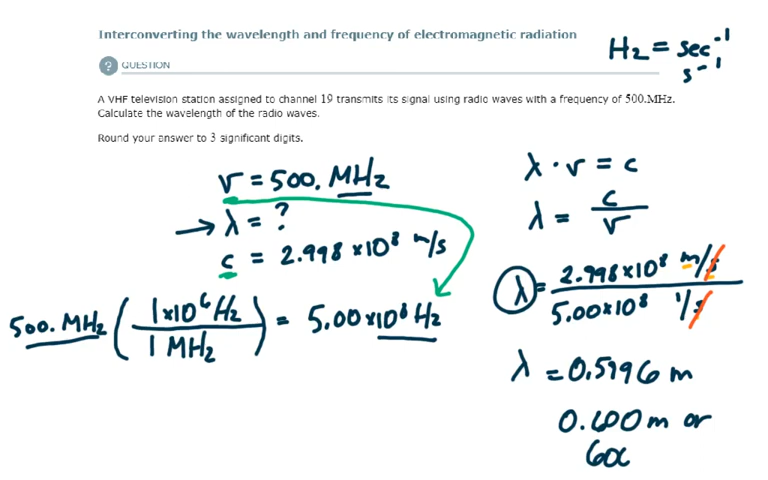 Interconverting the wavelength and frequency of electromagnetic radiation
Hz = sec⁻¹
s⁻¹
? QUESTION
A VHF television station assigned to channel 19 transmits its signal using radio waves with a frequency of 500.MHz.
Calculate the wavelength of the radio waves.
Round your answer to 3 significant digits.
ν = 500. MHz
→ λ = ?
c = 2.998 × 10⁸ m/s
500. MHz ( 1×10⁶ Hz / 1 MHz ) = 5.00×10⁸ Hz
λ · ν = c
λ = c / ν
λ = 2.998×10⁸ m/s / 5.00×10⁸ 1/s
λ = 0.5996 m
0.600 m or
60